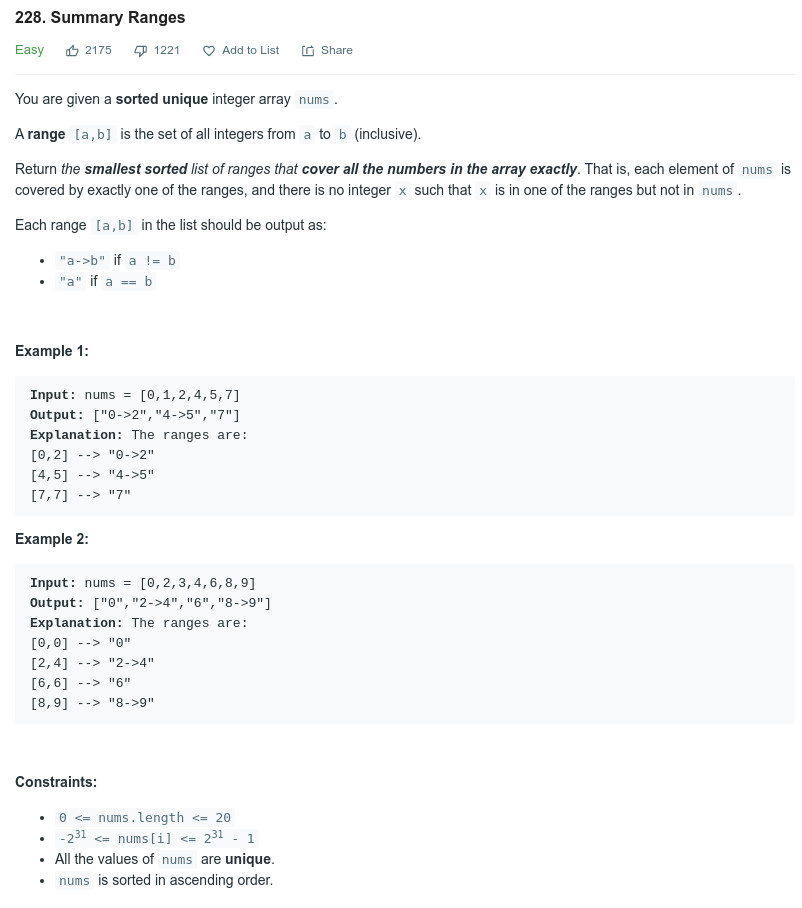 228. Summary Ranges
Easy 2175 1221 Add to List Share
You are given a sorted unique integer array nums .
A range [a,b] is the set of all integers from a to b (inclusive).
Return the smallest sorted list of ranges that cover all the numbers in the array exactly. That is, each element of nums is
covered by exactly one of the ranges, and there is no integer x such that x is in one of the ranges but not in nums .
Each range [a,b] in the list should be output as:
• "a->b" if a != b
• "a" if a == b
Example 1:
Input: nums = [0,1,2,4,5,7]
Output: ["0->2","4->5","7"]
Explanation: The ranges are:
[0,2] --> "0->2"
[4,5] --> "4->5"
[7,7] --> "7"
Example 2:
Input: nums = [0,2,3,4,6,8,9]
Output: ["0","2->4","6","8->9"]
Explanation: The ranges are:
[0,0] --> "0"
[2,4] --> "2->4"
[6,6] --> "6"
[8,9] --> "8->9"
Constraints:
• 0 <= nums.length <= 20
• -2³¹ <= nums[i] <= 2³¹ - 1
• All the values of nums are unique.
• nums is sorted in ascending order.